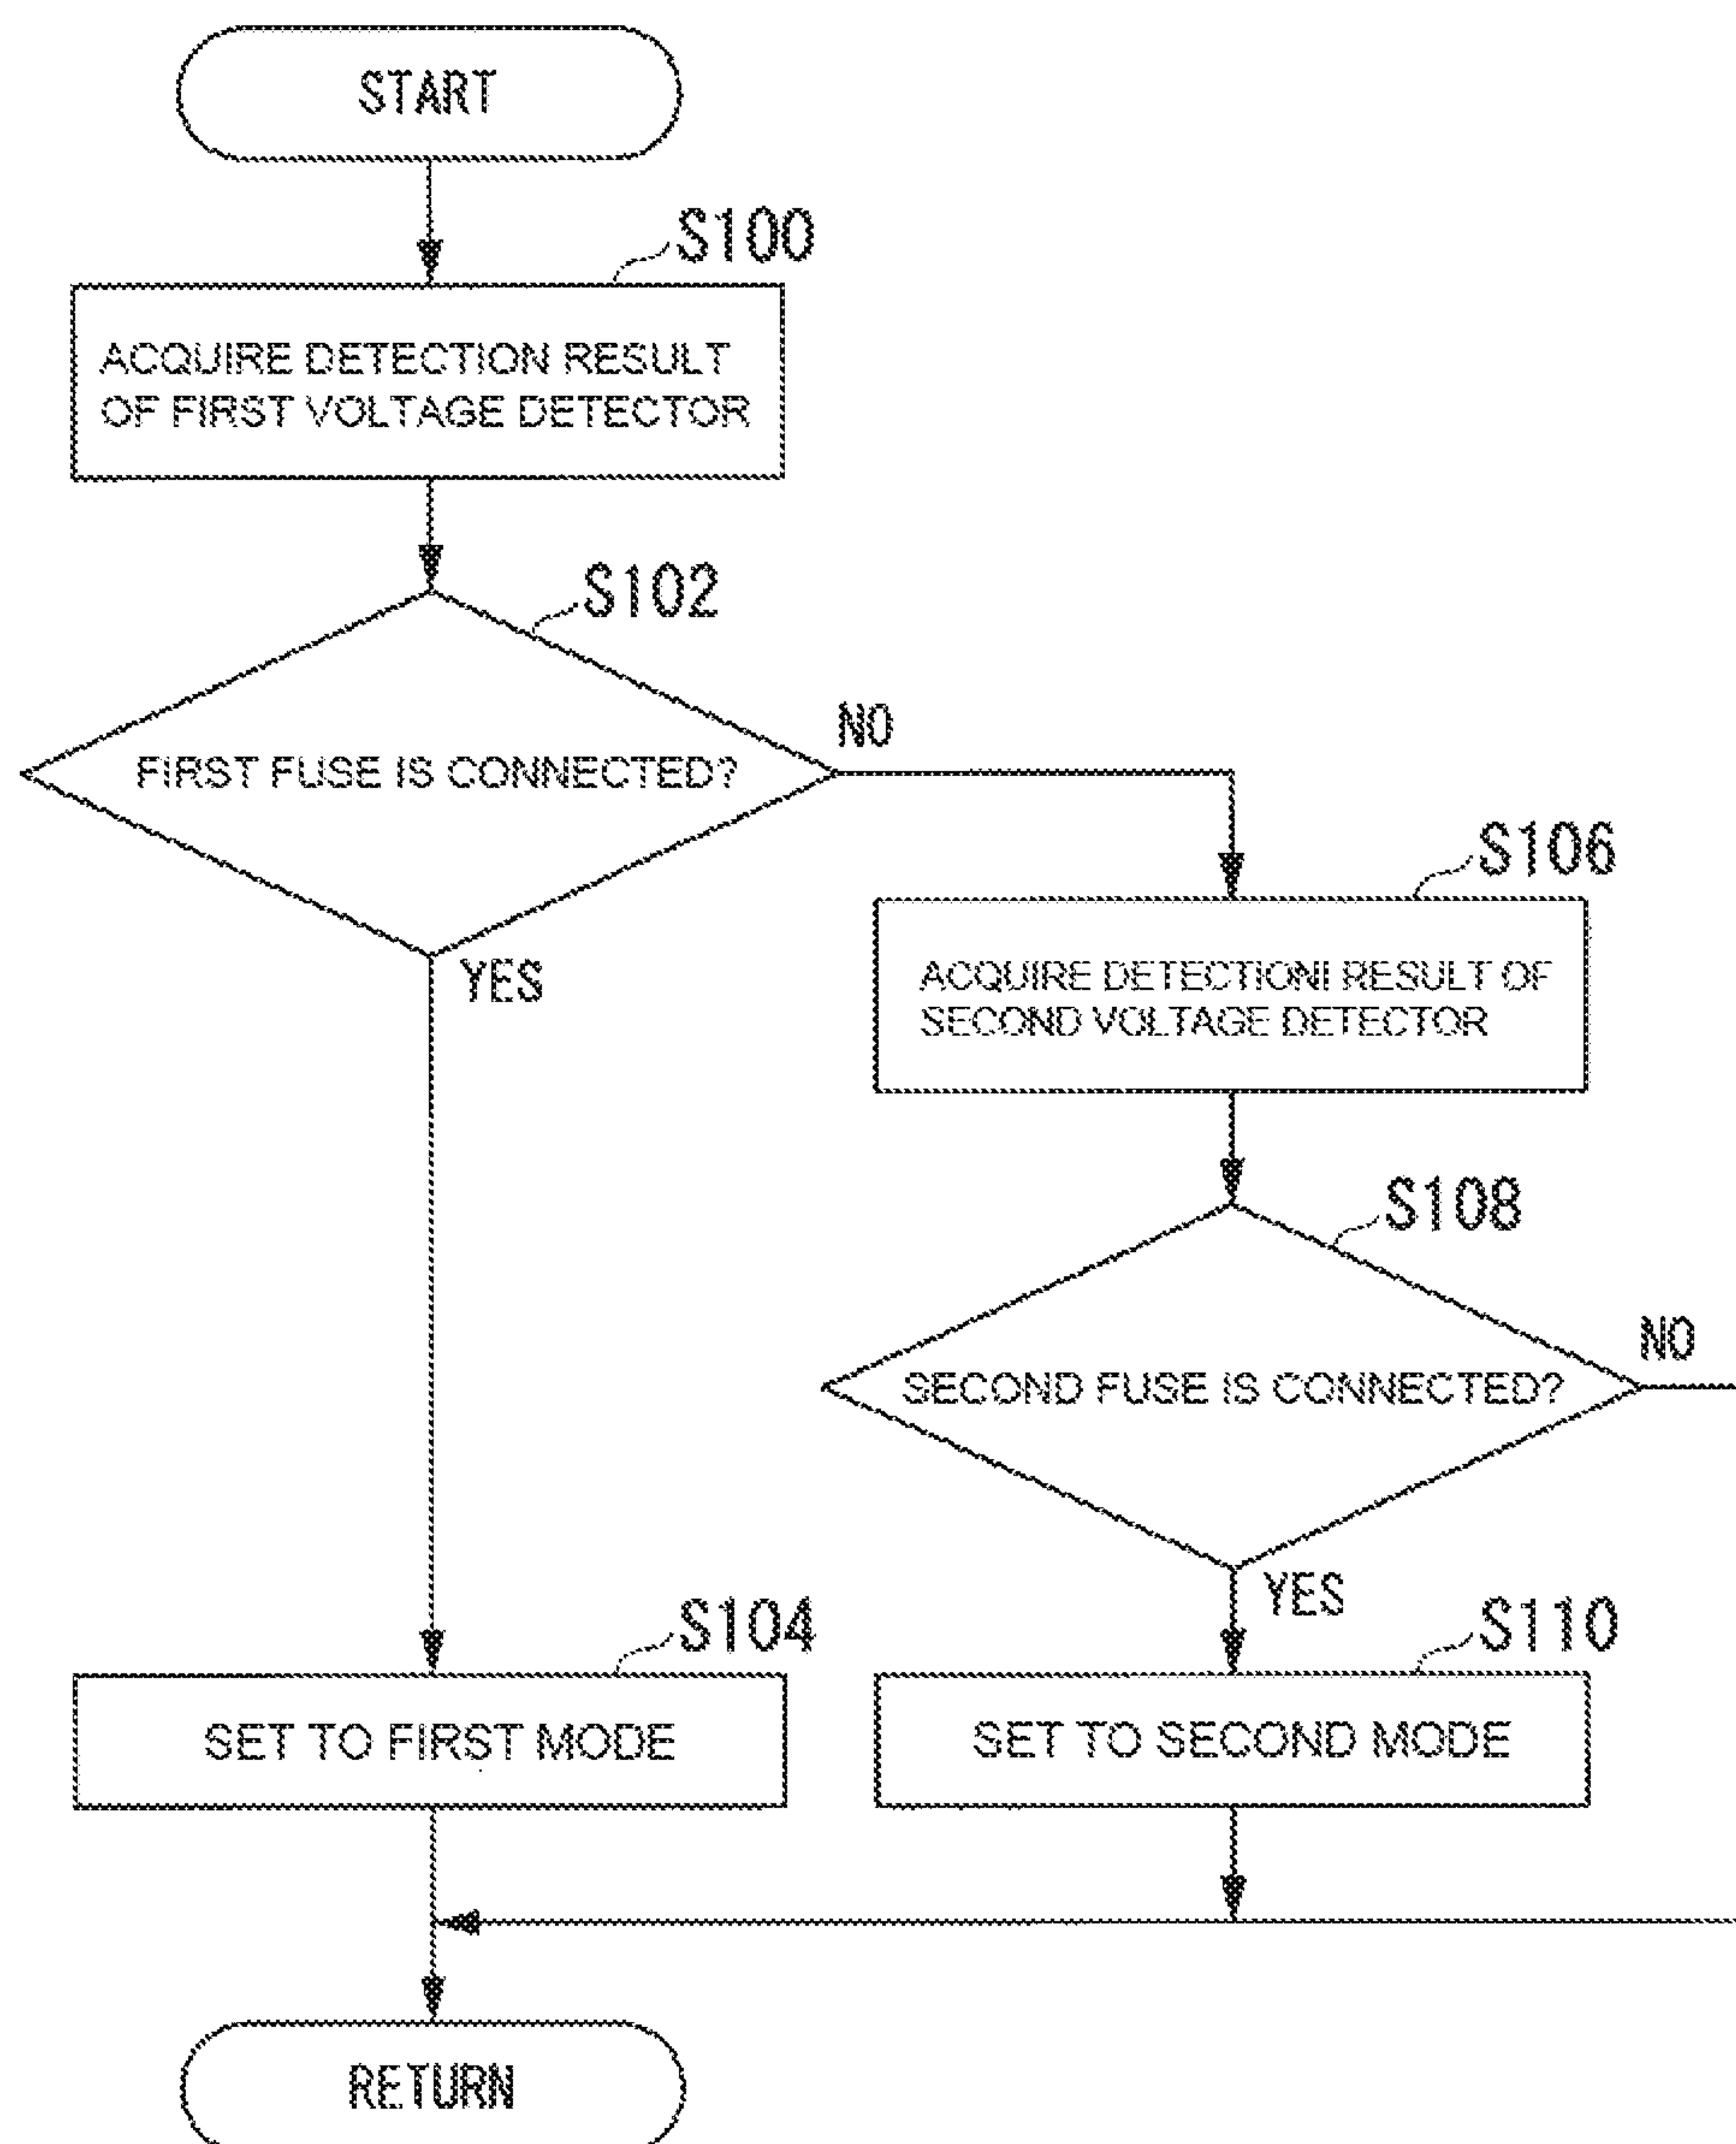 START
S100
ACQUIRE DETECTION RESULT
OF FIRST VOLTAGE DETECTOR
S102
FIRST FUSE IS CONNECTED?
NO
YES
S106
ACQUIRE DETECTIONI RESULT OF
SECOND VOLTAGE DETECTOR
S108
SECOND FUSE IS CONNECTED?
NO
YES
S104
SET TO FIRST MODE
S110
SET TO SECOND MODE
RETURN